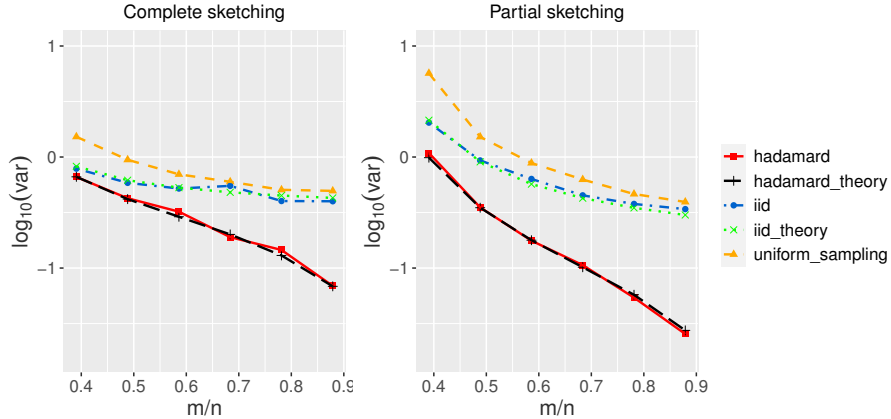 Complete sketching
Partial sketching
log10(var)
1
0
−1
0.4 0.5 0.6 0.7 0.8 0.9
m/n
log10(var)
1
0
−1
0.4 0.5 0.6 0.7 0.8 0.9
m/n
hadamard
hadamard_theory
iid
iid_theory
uniform_sampling